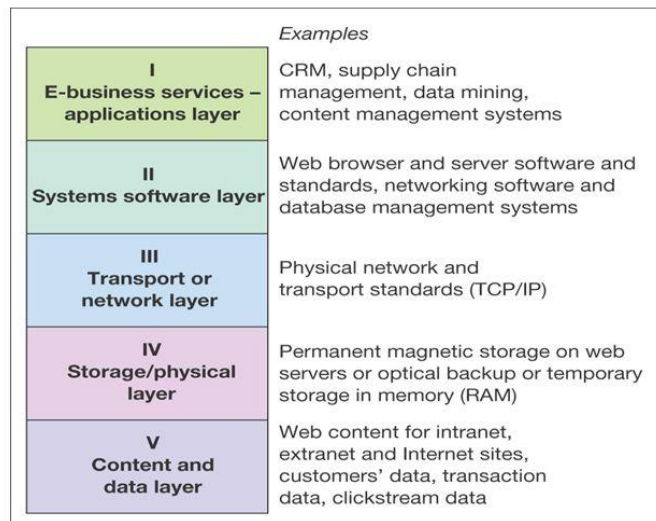 Examples
I
E-business services –
applications layer
CRM, supply chain
management, data mining,
content management systems
II
Systems software layer
Web browser and server software and
standards, networking software and
database management systems
III
Transport or
network layer
Physical network and
transport standards (TCP/IP)
IV
Storage/physical
layer
Permanent magnetic storage on web
servers or optical backup or temporary
storage in memory (RAM)
V
Content and
data layer
Web content for intranet,
extranet and Internet sites,
customers’ data, transaction
data, clickstream data